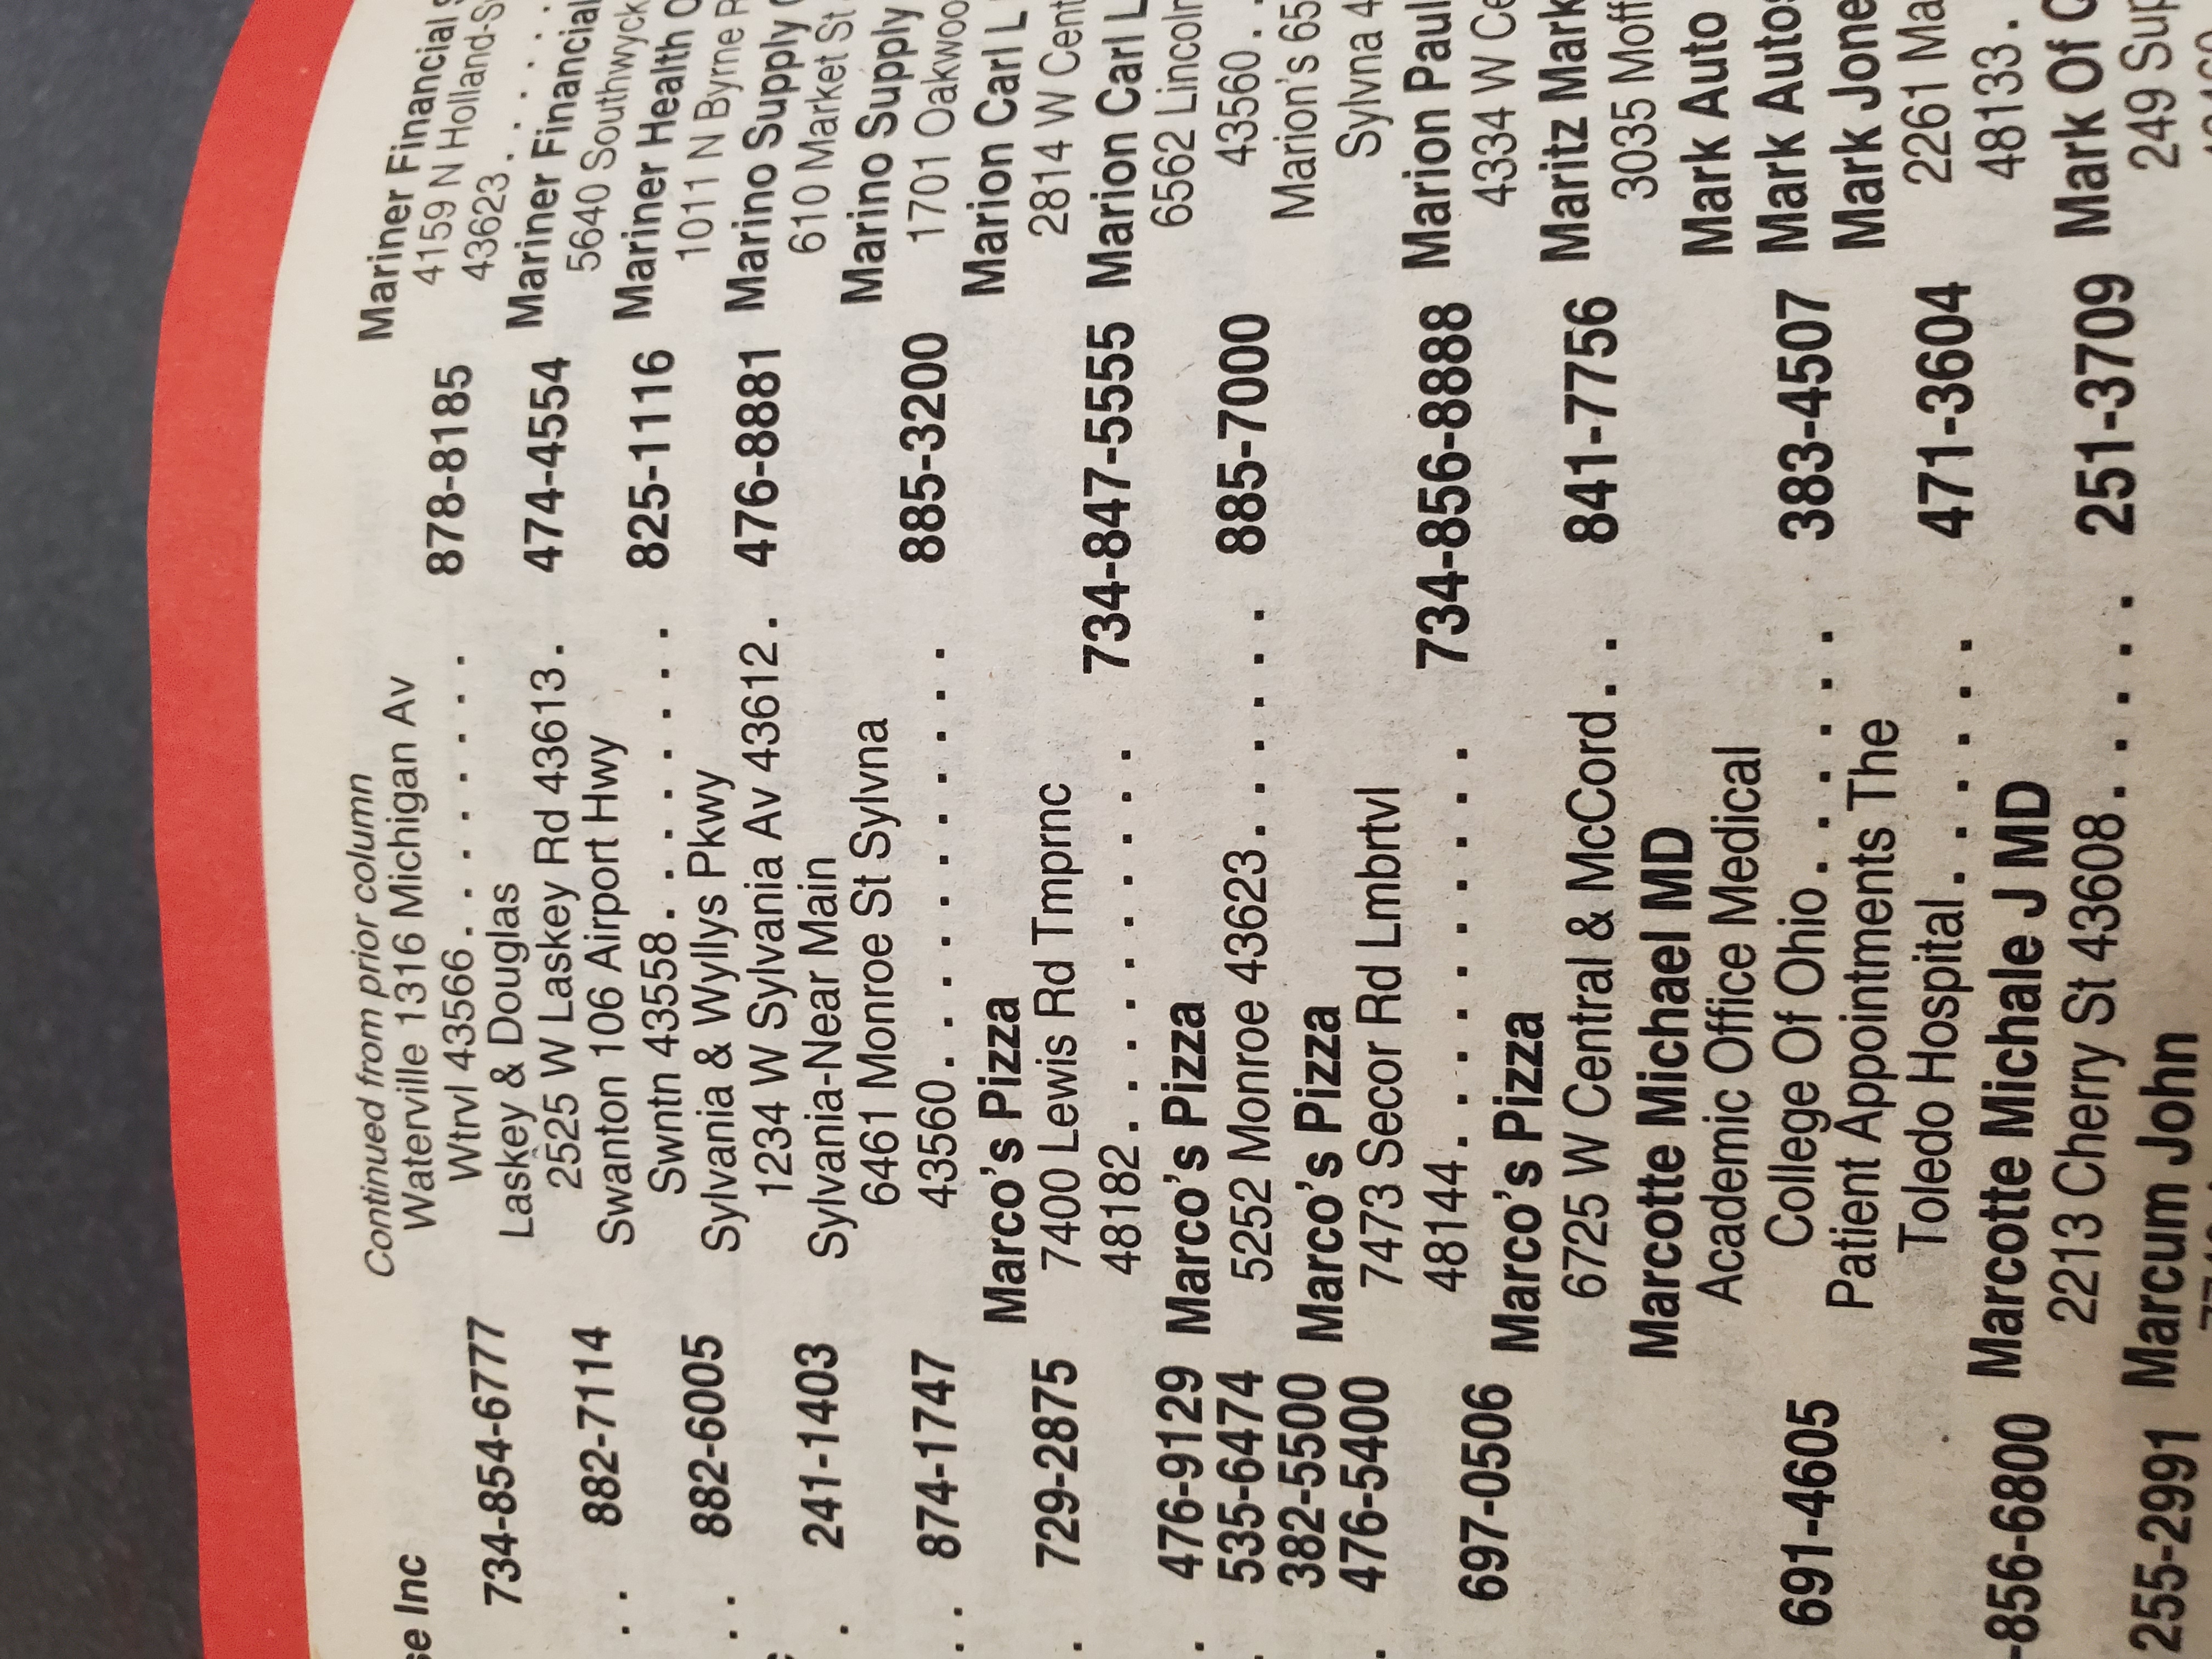 se Inc
734-854-6777
. . 882-7114
. . 882-6005
. 241-1403
. . 874-1747
. 729-2875
. 476-9129
. 535-6474
382-5500
. 476-5400
697-0506
691-4605
-856-6800
255-2991
Continued from prior column
Waterville 1316 Michigan Av
Wtrvl 43566. . . . . . . . 878-8185
Laskey & Douglas
2525 W Laskey Rd 43613. 474-4554
Swanton 106 Airport Hwy
Swntn 43558. . . . . . . . 825-1116
Sylvania & Wyllys Pkwy
1234 W Sylvania Av 43612. 476-8881
Sylvania-Near Main
6461 Monroe St Sylvna
43560. . . . . . . . . . . 885-3200
Marco's Pizza
7400 Lewis Rd Tmprnc
48182. . . . . . . . . 734-847-5555
Marco's Pizza
5252 Monroe 43623. . . . . . 885-7000
Marco's Pizza
7473 Secor Rd Lmbrtvl
48144. . . . . . . . . 734-856-8888
Marco's Pizza
6725 W Central & McCord. . 841-7756
Marcotte Michael MD
Academic Office Medical
College Of Ohio. . . . . . 383-4507
Patient Appointments The
Toledo Hospital. . . . . . 471-3604
Marcotte Michale J MD
2213 Cherry St 43608. . . . . 251-3709
Marcum John
Mariner Financial
4159 N Holland-S
43623. . . . .
Mariner Financial
5640 Southwyck
Mariner Health
1011 N Byrne R
Marino Supply
610 Market St
Marino Supply
1701 Oakwoo
Marion Carl L
2814 W Cent
Marion Carl L
6562 Lincoln
43560. .
Marion's 65
Sylvna 4
Marion Paul
4334 W Ce
Maritz Mark
3035 Moff
Mark Auto
Mark Autos
Mark Jone
2261 Ma
48133.
Mark Of
249 Sup